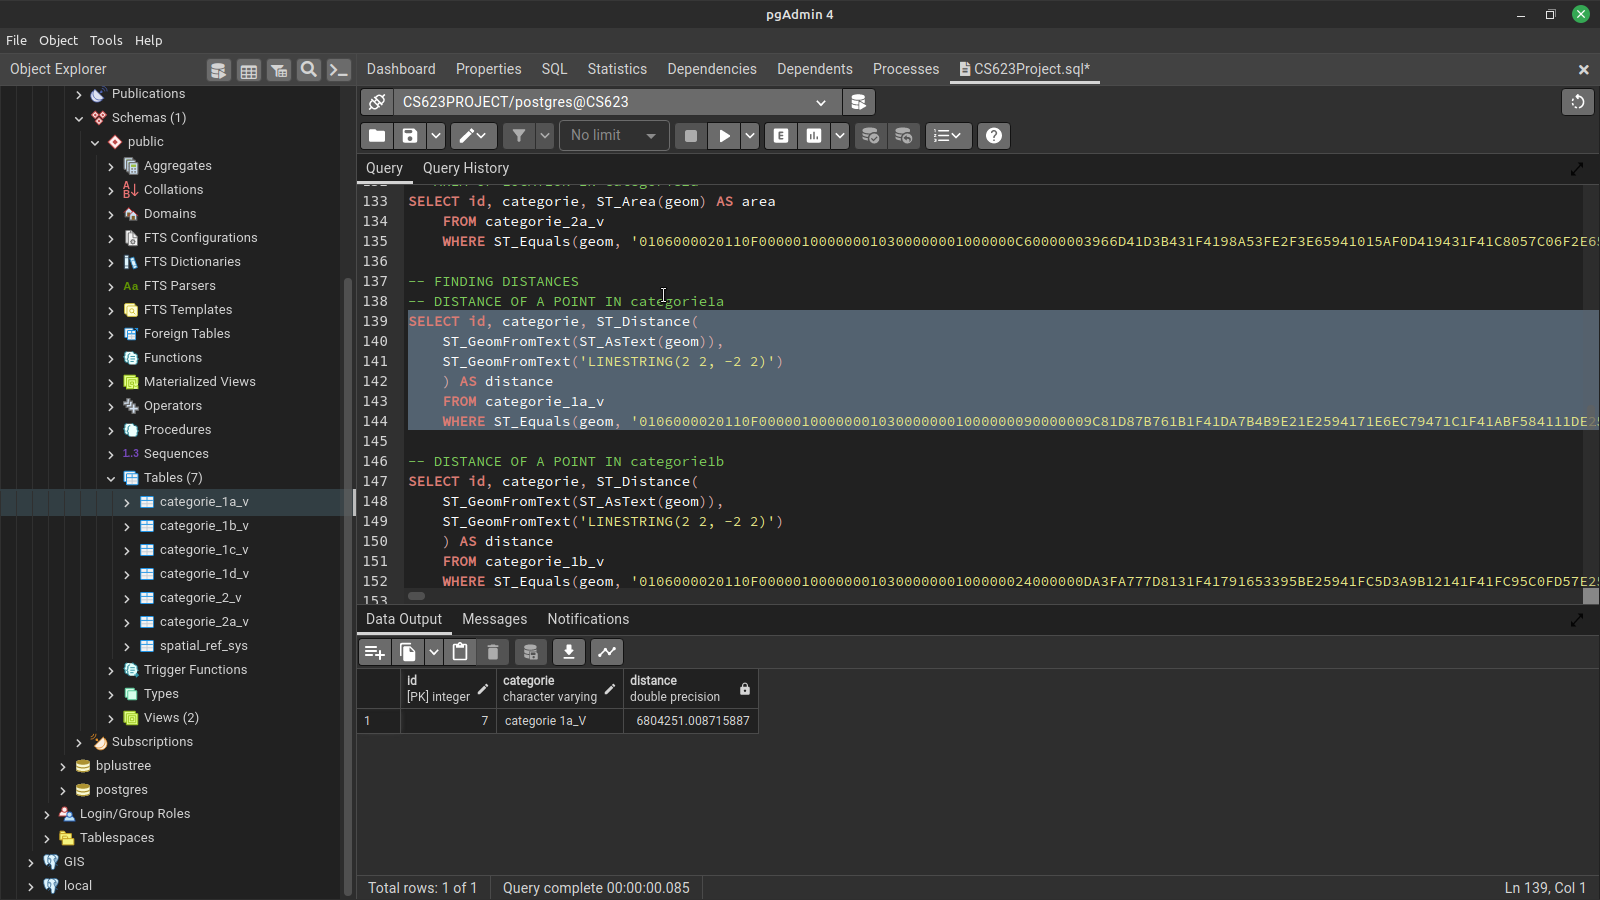 pgAdmin 4
File Object Tools Help
Object Explorer
Dashboard Properties SQL Statistics Dependencies Dependents Processes CS623Project.sql*
Publications
Schemas (1)
public
Aggregates
Collations
Domains
FTS Configurations
FTS Dictionaries
FTS Parsers
FTS Templates
Foreign Tables
Functions
Materialized Views
Operators
Procedures
1.3 Sequences
Tables (7)
categorie_1a_v
categorie_1b_v
categorie_1c_v
categorie_1d_v
categorie_2_v
categorie_2a_v
spatial_ref_sys
Trigger Functions
Types
Views (2)
Subscriptions
bplustree
postgres
Login/Group Roles
Tablespaces
GIS
local
CS623PROJECT/postgres@CS623
No limit
Query Query History
133 SELECT id, categorie, ST_Area(geom) AS area
134 FROM categorie_2a_v
135 WHERE ST_Equals(geom,
136
137 -- FINDING DISTANCES
138 -- DISTANCE OF A POINT IN categorie1a
139 SELECT id, categorie, ST_Distance(
140 ST_GeomFromText(ST_AsText(geom)),
141 ST_GeomFromText('LINESTRING(2 2, -2 2)')
142 ) AS distance
143 FROM categorie_1a_v
144 WHERE ST_Equals(geom,
145
146 -- DISTANCE OF A POINT IN categorie1b
147 SELECT id, categorie, ST_Distance(
148 ST_GeomFromText(ST_AsText(geom)),
149 ST_GeomFromText('LINESTRING(2 2, -2 2)')
150 ) AS distance
151 FROM categorie_1b_v
152 WHERE ST_Equals(geom,
153
Data Output Messages Notifications
id categorie distance
[PK] integer character varying double precision
1 7 categorie 1a_V 6804251.008715887
Total rows: 1 of 1 Query complete 00:00:00.085 Ln 139, Col 1